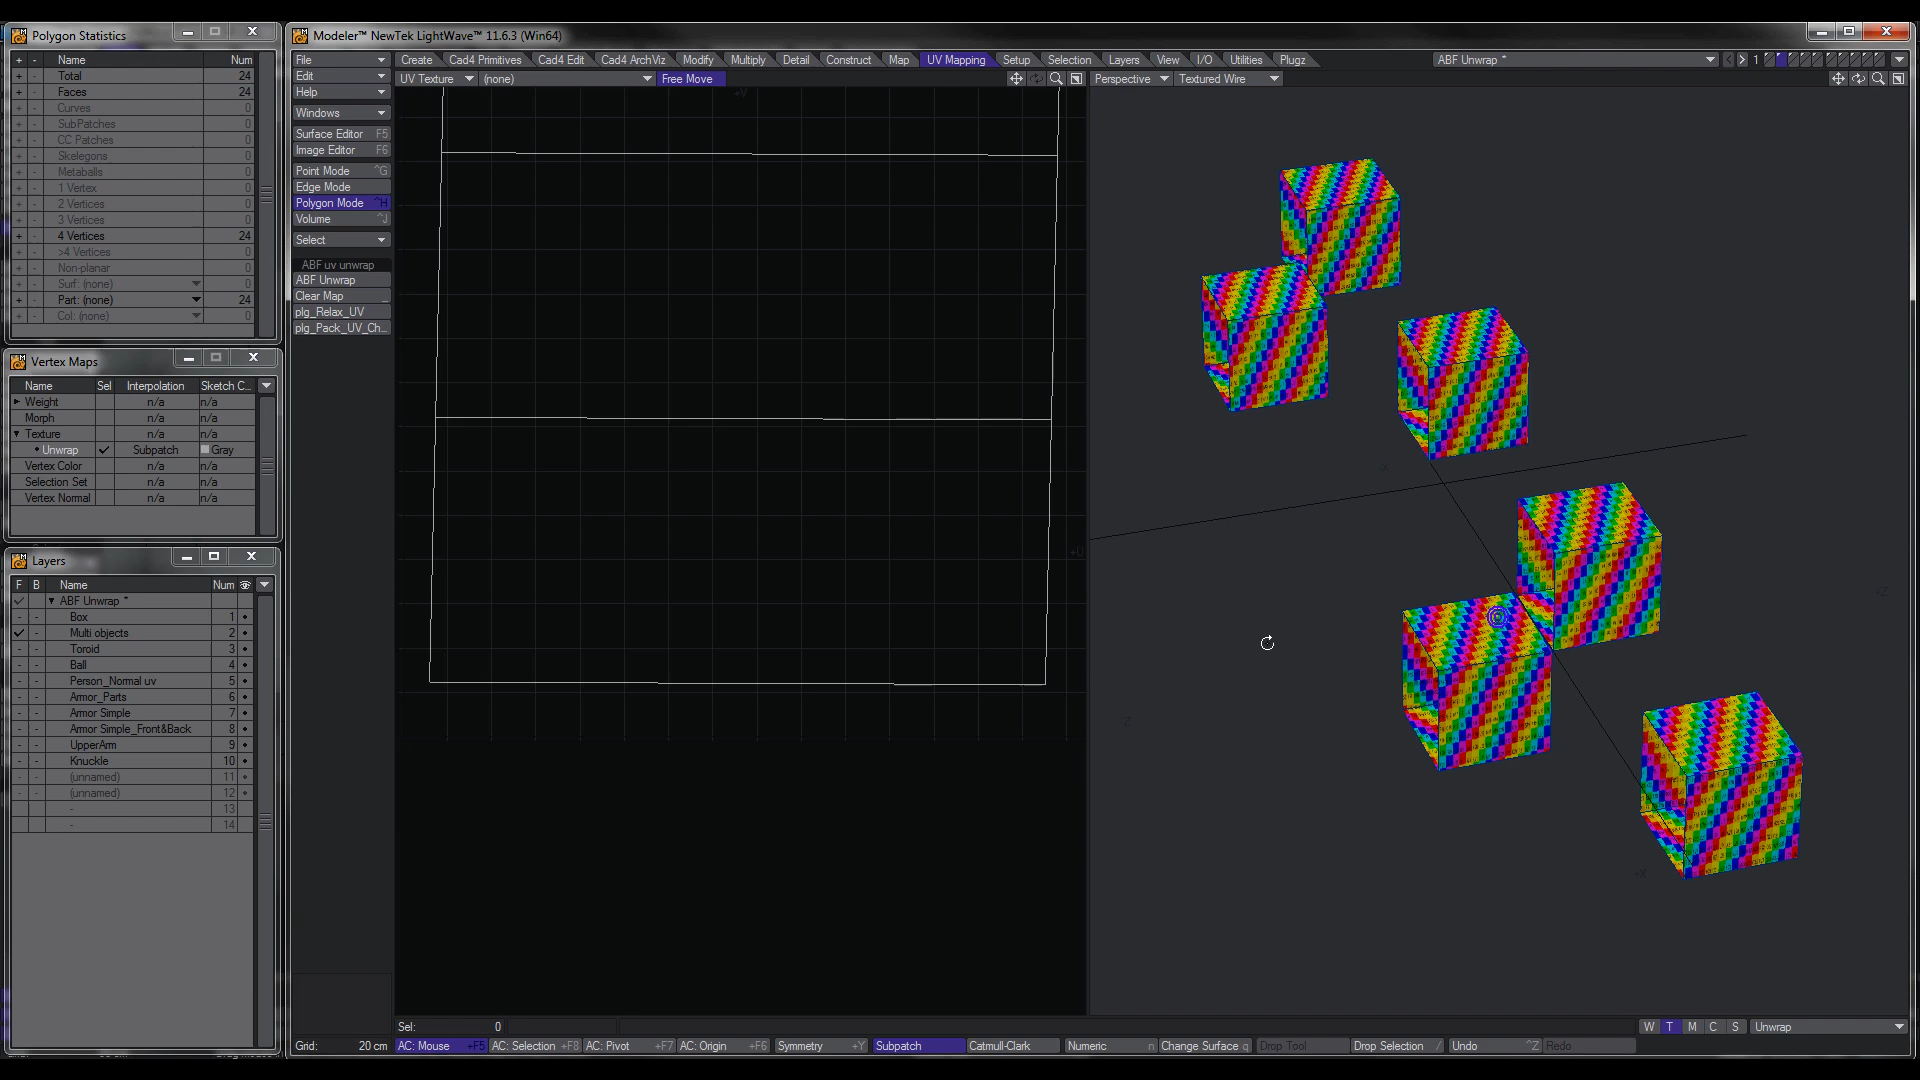 Polygon Statistics
+ - Name Num
+ - Total 24
+ - Faces 24
+ - Curves 0
+ - SubPatches 0
+ - CC Patches 0
+ - Skelegons 0
+ - Metaballs 0
+ - 1 Vertex 0
+ - 2 Vertices 0
+ - 3 Vertices 0
+ - 4 Vertices 24
+ - >4 Vertices 0
+ - Non-planar 0
+ - Surf: (none) 0
+ - Part: (none) 24
+ - Col: (none) 0
Vertex Maps
Name Sel Interpolation Sketch C...
Weight n/a n/a
Morph n/a n/a
Texture n/a n/a
Unwrap Subpatch Gray
Vertex Color n/a n/a
Selection Set n/a n/a
Vertex Normal n/a n/a
Layers
F B Name Num
ABF Unwrap *
- - Box 1
- Multi objects 2
- - Toroid 3
- - Ball 4
- - Person_Normal uv 5
- - Armor_Parts 6
- - Armor Simple 7
- - Armor Simple_Front&Back 8
- - UpperArm 9
- - Knuckle 10
- - (unnamed) 11
- - (unnamed) 12
- 13
- 14
Modeler™ NewTek LightWave™ 11.6.3 (Win64)
File
Edit
Help
Windows
Surface Editor F5
Image Editor F6
Point Mode ^G
Edge Mode
Polygon Mode ^H
Volume ^J
Select
ABF uv unwrap
ABF Unwrap
Clear Map _
plg_Relax_UV
plg_Pack_UV_Ch...
Create Cad4 Primitives Cad4 Edit Cad4 ArchViz Modify Multiply Detail Construct Map UV Mapping Setup Selection Layers View I/O Utilities Plugz
ABF Unwrap * 1
UV Texture (none) Free Move
Perspective Textured Wire
+V
+U
-X
+Z
-Z
+X
Sel: 0
W T M C S Unwrap
Grid: 20 cm AC: Mouse +F5 AC: Selection +F8 AC: Pivot +F7 AC: Origin +F6 Symmetry +Y Subpatch Catmull-Clark Numeric n Change Surface q Drop Tool Drop Selection / Undo ^Z Redo